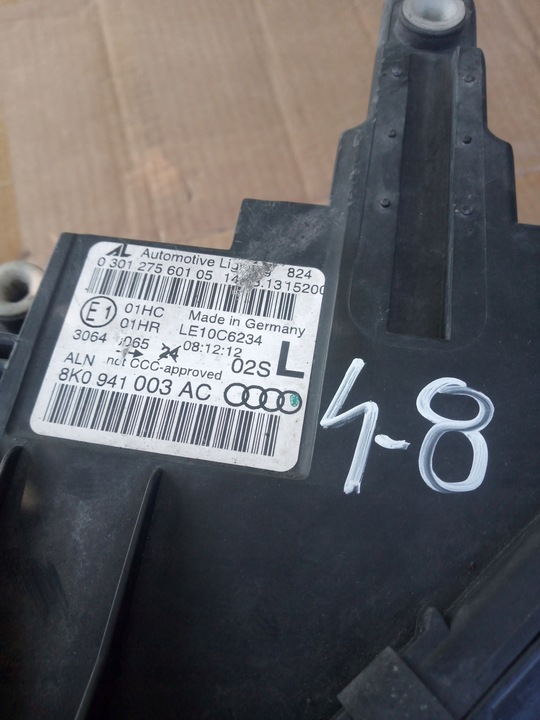 AL Automotive 824
0 301 275 601 05
E1 01HC Made in Germany
01HR LE10C6234
3064 08:12:12
ALN not CCC-approved 02S L
8K0 941 003 AC
4-8